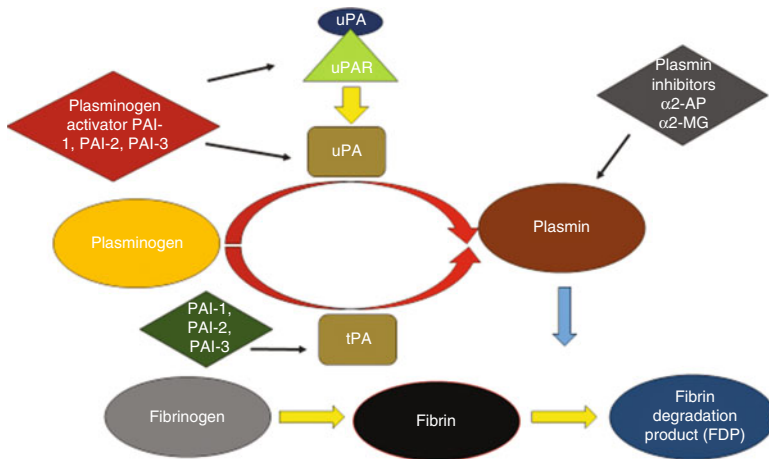 uPA
uPAR
Plasminogen
activator PAI-
1, PAI-2, PAI-3
Plasmin
inhibitors
α2-AP
α2-MG
uPA
Plasminogen
Plasmin
PAI-1,
PAI-2,
PAI-3
tPA
Fibrinogen
Fibrin
Fibrin
degradation
product (FDP)